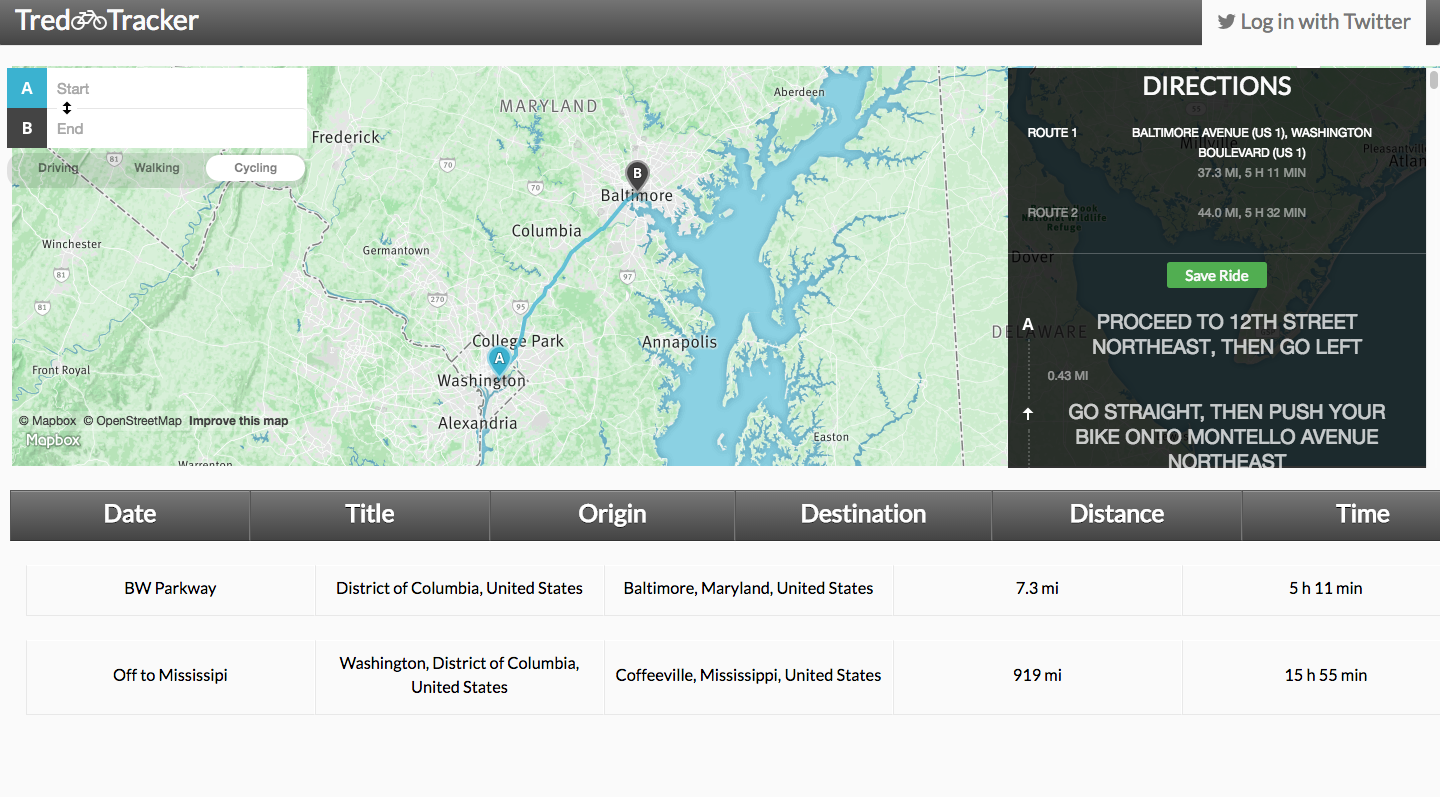 Tred Tracker
Log in with Twitter
A Start
B End
Driving Walking Cycling
MARYLAND
Aberdeen
Frederick
81
70
70
Baltimore
B
Winchester
Germantown
Columbia
81
97
81
270
95
College Park
Annapolis
A
Washington
Front Royal
Alexandria
Easton
© Mapbox © OpenStreetMap Improve this map
Mapbox
Warrenton
DIRECTIONS
ROUTE 1
BALTIMORE AVENUE (US 1), WASHINGTON
BOULEVARD (US 1)
37.3 MI, 5 H 11 MIN
ROUTE 2
44.0 MI, 5 H 32 MIN
55
Millville
Pleasantville
Atlan
National Wildlife
Refuge
Dover
DELAWARE
Save Ride
A
PROCEED TO 12TH STREET
NORTHEAST, THEN GO LEFT
0.43 MI
GO STRAIGHT, THEN PUSH YOUR
BIKE ONTO MONTELLO AVENUE
NORTHEAST
Date Title Origin Destination Distance Time
BW Parkway District of Columbia, United States Baltimore, Maryland, United States 7.3 mi 5 h 11 min
Off to Mississipi Washington, District of Columbia,
United States Coffeeville, Mississippi, United States 919 mi 15 h 55 min